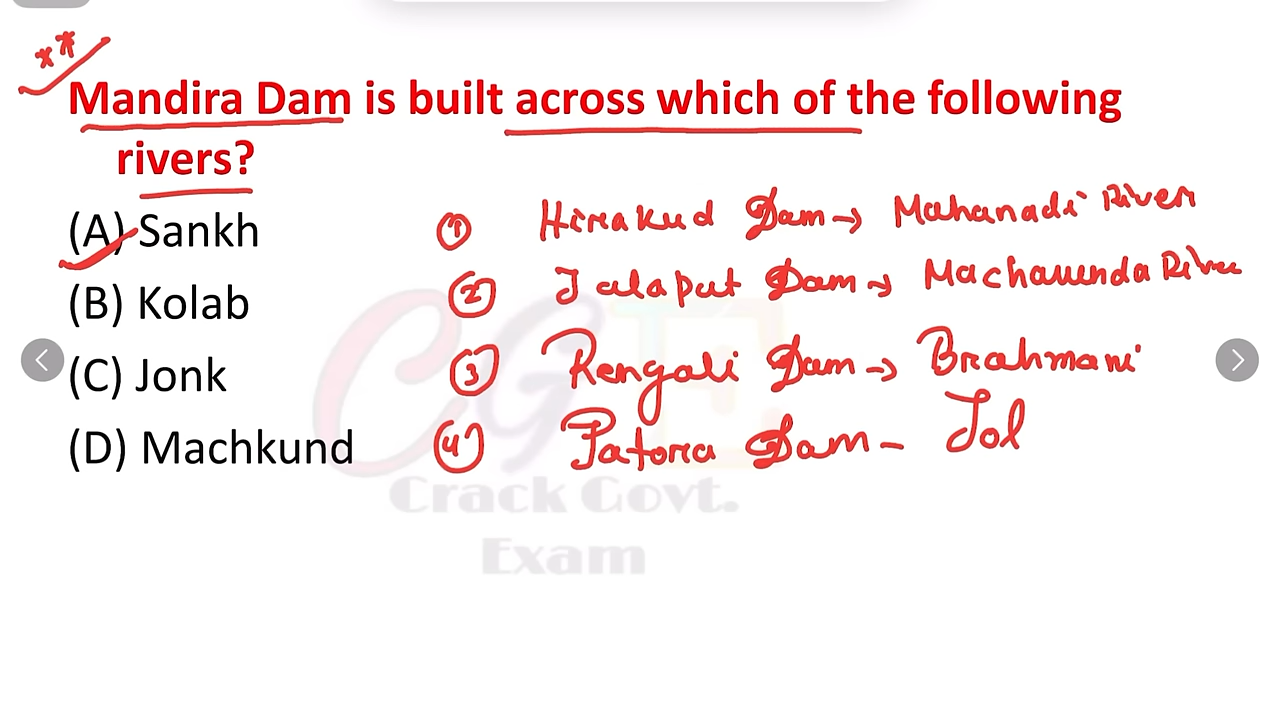 **
Mandira Dam is built across which of the following
rivers?
(A) Sankh
(B) Kolab
(C) Jonk
(D) Machkund
① Hirakud Dam → Mahanadi River
② Jalaput Dam → Machkunda River
③ Rengali Dam → Brahmani
④ Patora Dam - Jol
Crack Govt.
Exam